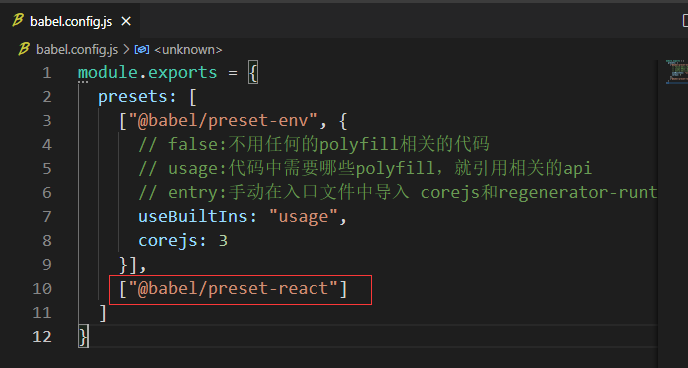 babel.config.js
babel.config.js > <unknown>
1 module.exports = {
2 presets: [
3 ["@babel/preset-env", {
4 // false:不用任何的polyfill相关的代码
5 // usage:代码中需要哪些polyfill，就引用相关的api
6 // entry:手动在入口文件中导入 corejs和regenerator-runt
7 useBuiltIns: "usage",
8 corejs: 3
9 }],
10 ["@babel/preset-react"]
11 ]
12 }